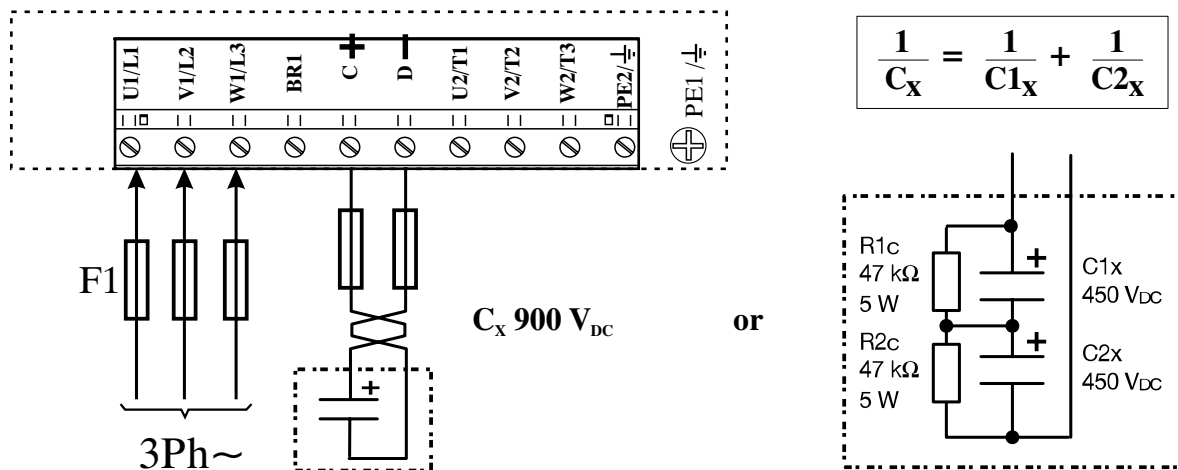 U1/L1
V1/L2
W1/L3
BR1
C
D
U2/T1
V2/T2
W2/T3
PE2/⏚
PE1 /⏚
+
−
F1
3Ph~
+
Cx 900 VDC
or
1/Cx = 1/C1x + 1/C2x
R1c
47 kΩ
5 W
+
C1x
450 VDC
R2c
47 kΩ
5 W
+
C2x
450 VDC